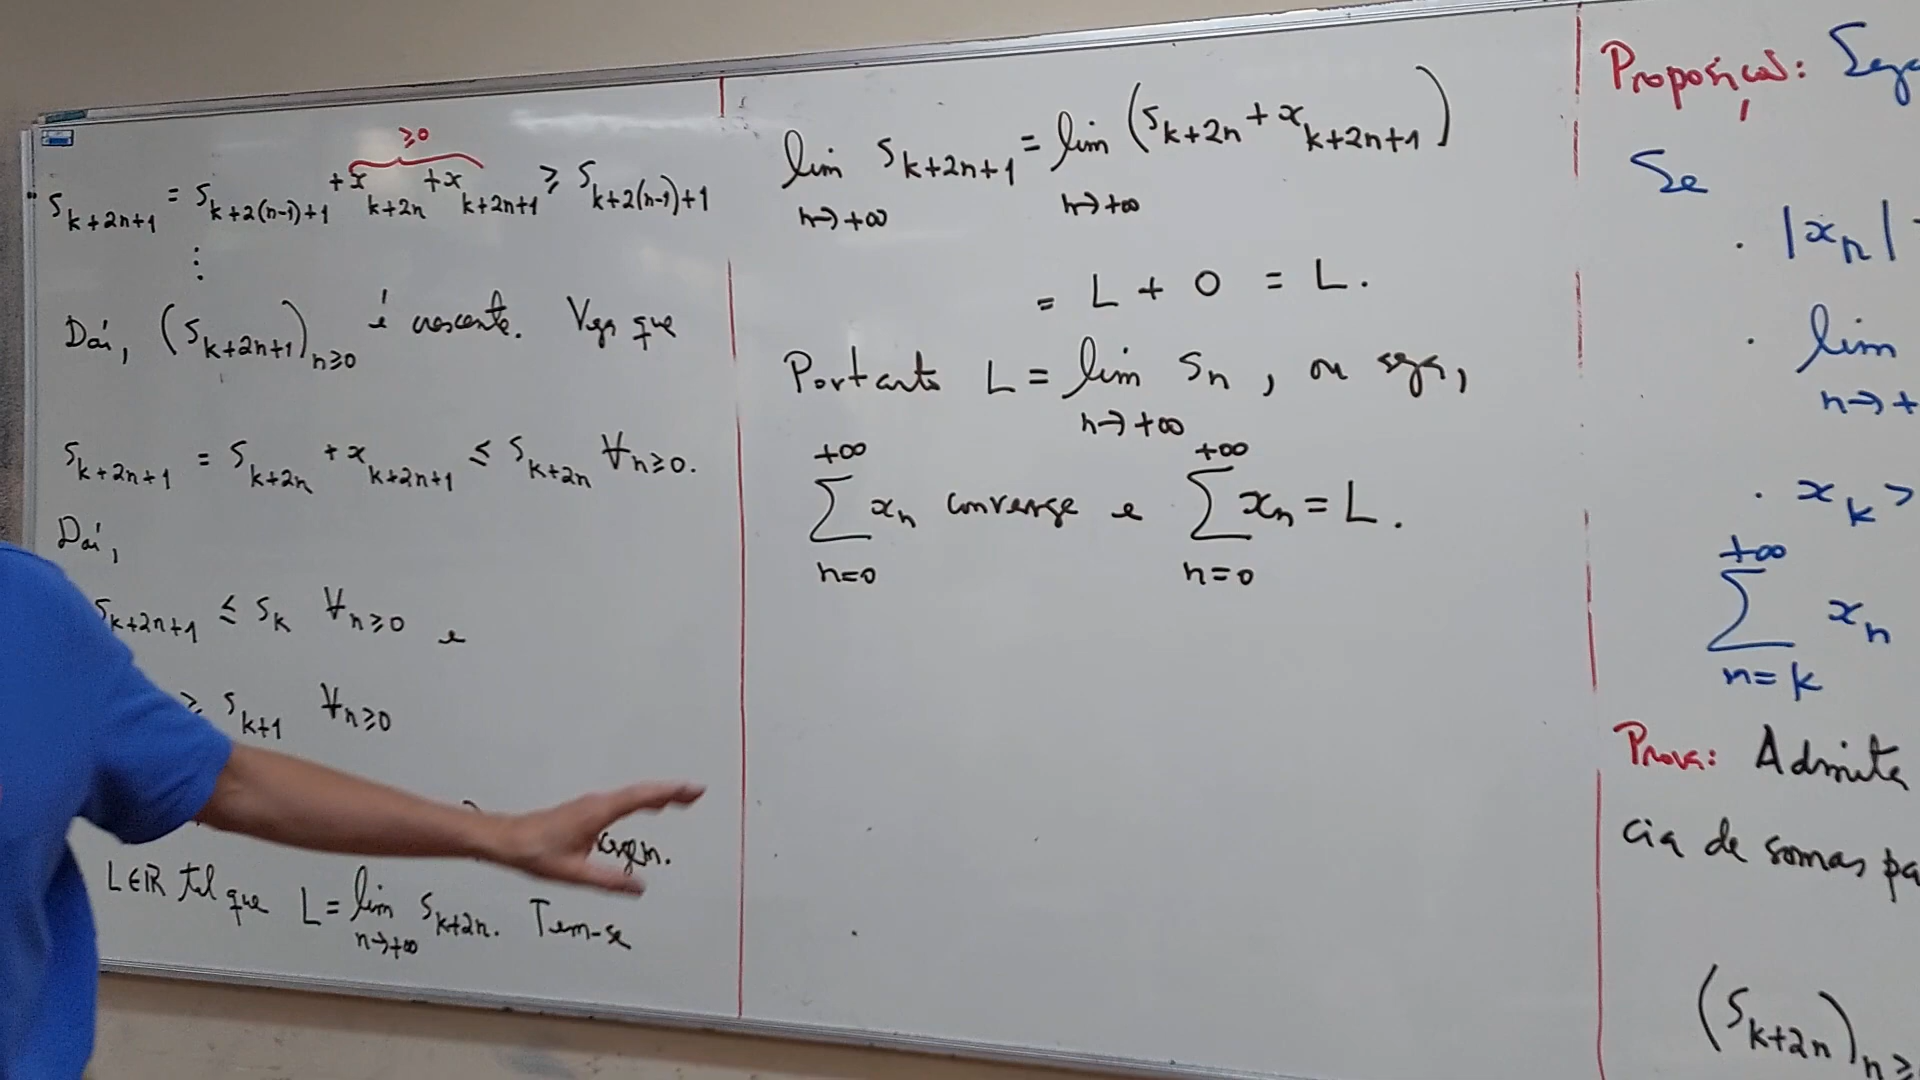 ≥0
s_{k+2n+1} = s_{k+2(n-1)+1} + x_{k+2n} + x_{k+2n+1} ≥ s_{k+2(n-1)+1}
⋮
Daí, (s_{k+2n+1})_{n≥0} é crescente. Veja que
s_{k+2n+1} = s_{k+2n} + x_{k+2n+1} ≤ s_{k+2n} ∀n≥0.
Daí,
s_{k+2n+1} ≤ s_k ∀n≥0 e
≥ s_{k+1} ∀n≥0
L∈ℝ tal que L = lim_{n→+∞} s_{k+2n}. Tem-se
lim_{n→+∞} s_{k+2n+1} = lim_{n→+∞} (s_{k+2n} + x_{k+2n+1})
= L + 0 = L.
Portanto L = lim_{n→+∞} s_n, ou seja,
∑_{n=0}^{+∞} x_n converge e ∑_{n=0}^{+∞} x_n = L.
Proposição:
Se
. |x_n|
. lim n→+
. x_k >
∑_{n=k}^{+∞} x_n
Prova: Admita
cia de somas pa
(s_{k+2n})_{n≥